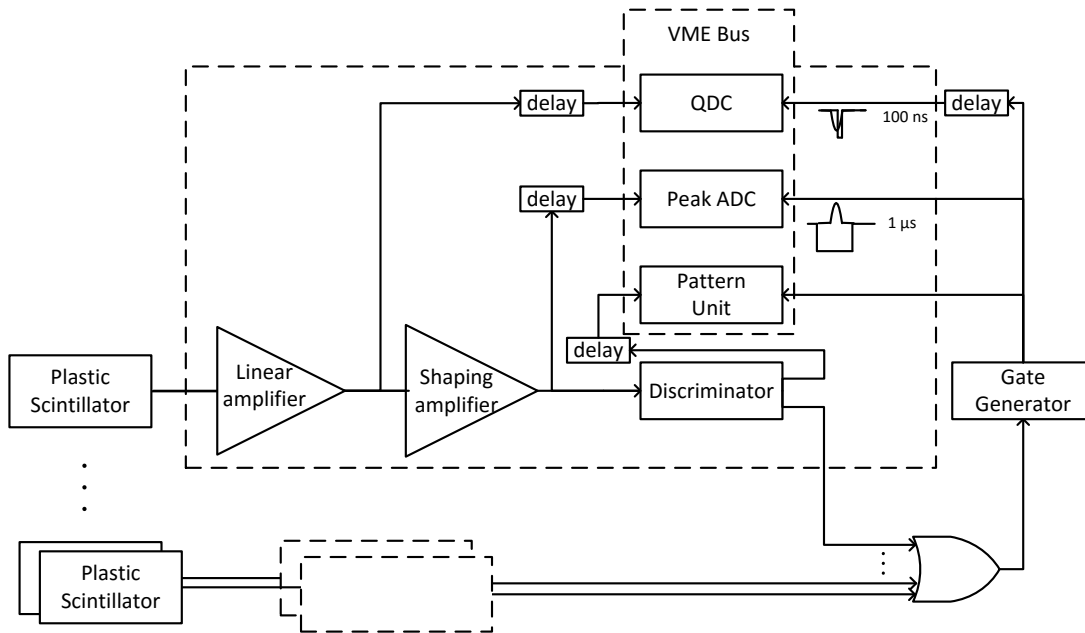 VME Bus
delay
QDC
delay
100 ns
delay
Peak ADC
1 µs
Pattern
Unit
delay
Plastic
Scintillator
Linear
amplifier
Shaping
amplifier
Discriminator
Gate
Generator
Plastic
Scintillator